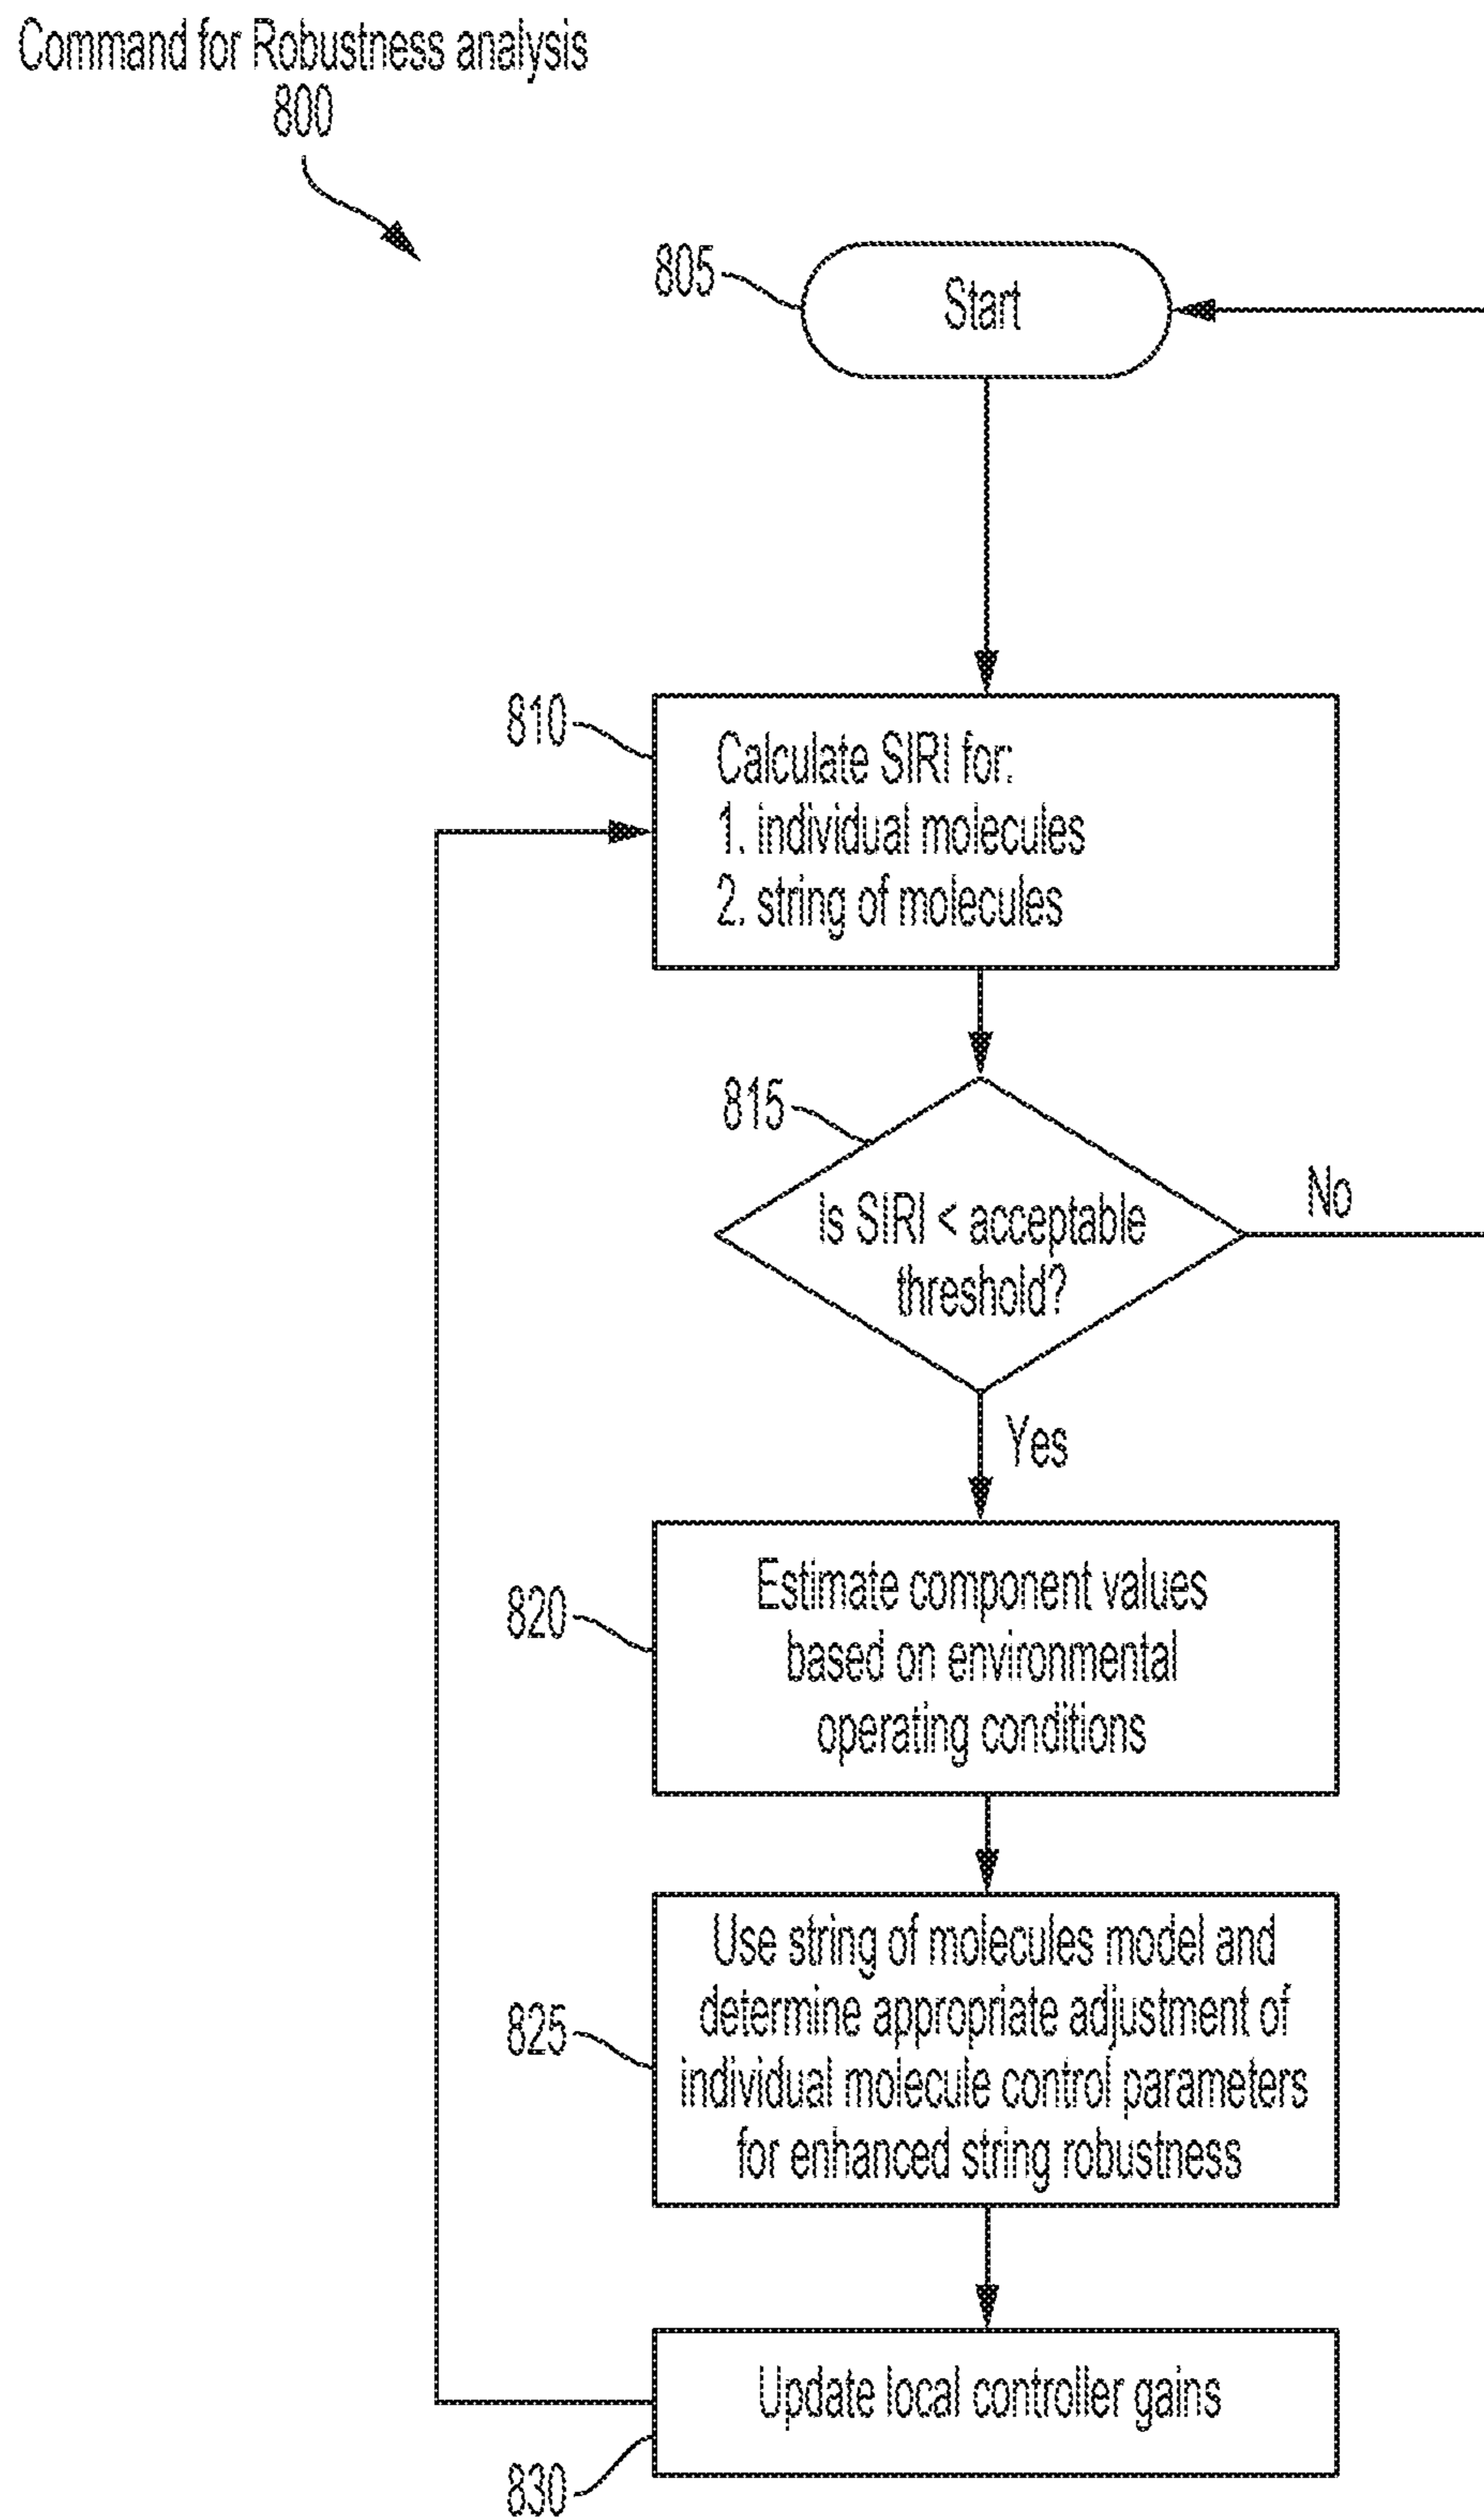 Command for Robustness analysis
800
805
Start
810
Calculate SIRI for:
1. individual molecules
2. string of molecules
815
Is SIRI < acceptable
threshold?
No
Yes
820
Estimate component values
based on environmental
operating conditions
825
Use string of molecules model and
determine appropriate adjustment of
individual molecule control parameters
for enhanced string robustness
Update local controller gains
830